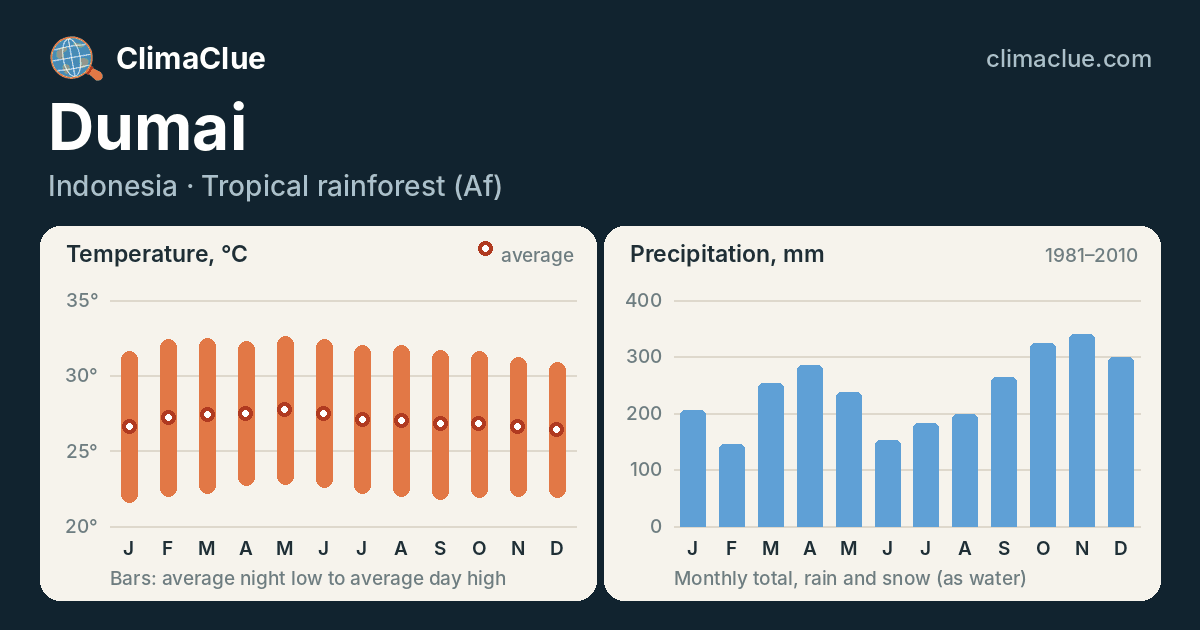 ClimaClue
climaclue.com
Dumai
Indonesia · Tropical rainforest (Af)
Temperature, °C
average
35°
30°
25°
20°
J F M A M J J A S O N D
Bars: average night low to average day high
Precipitation, mm
1981–2010
400
300
200
100
0
J F M A M J J A S O N D
Monthly total, rain and snow (as water)